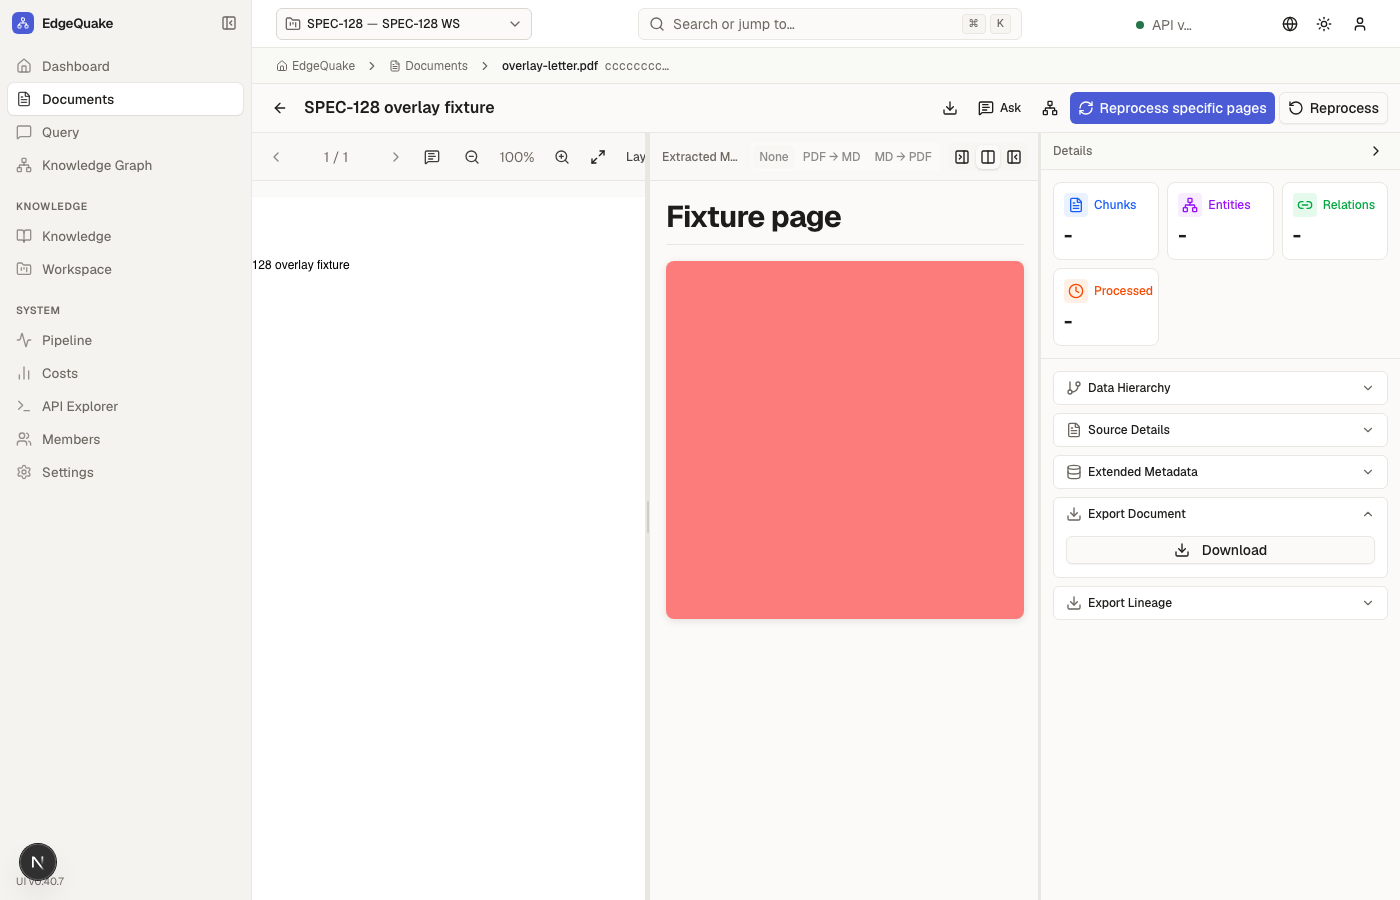 EdgeQuake
Dashboard
Documents
Query
Knowledge Graph
KNOWLEDGE
Knowledge
Workspace
SYSTEM
Pipeline
Costs
API Explorer
Members
Settings
N
UI v0.40.7
SPEC-128 — SPEC-128 WS
Search or jump to...
⌘ K
API v...
EdgeQuake
Documents
overlay-letter.pdf cccccccc...
SPEC-128 overlay fixture
Ask
Reprocess specific pages
Reprocess
1 / 1
100%
Lay
128 overlay fixture
Extracted M...
None
PDF → MD
MD → PDF
Fixture page
Details
Chunks
-
Entities
-
Relations
-
Processed
-
Data Hierarchy
Source Details
Extended Metadata
Export Document
Download
Export Lineage